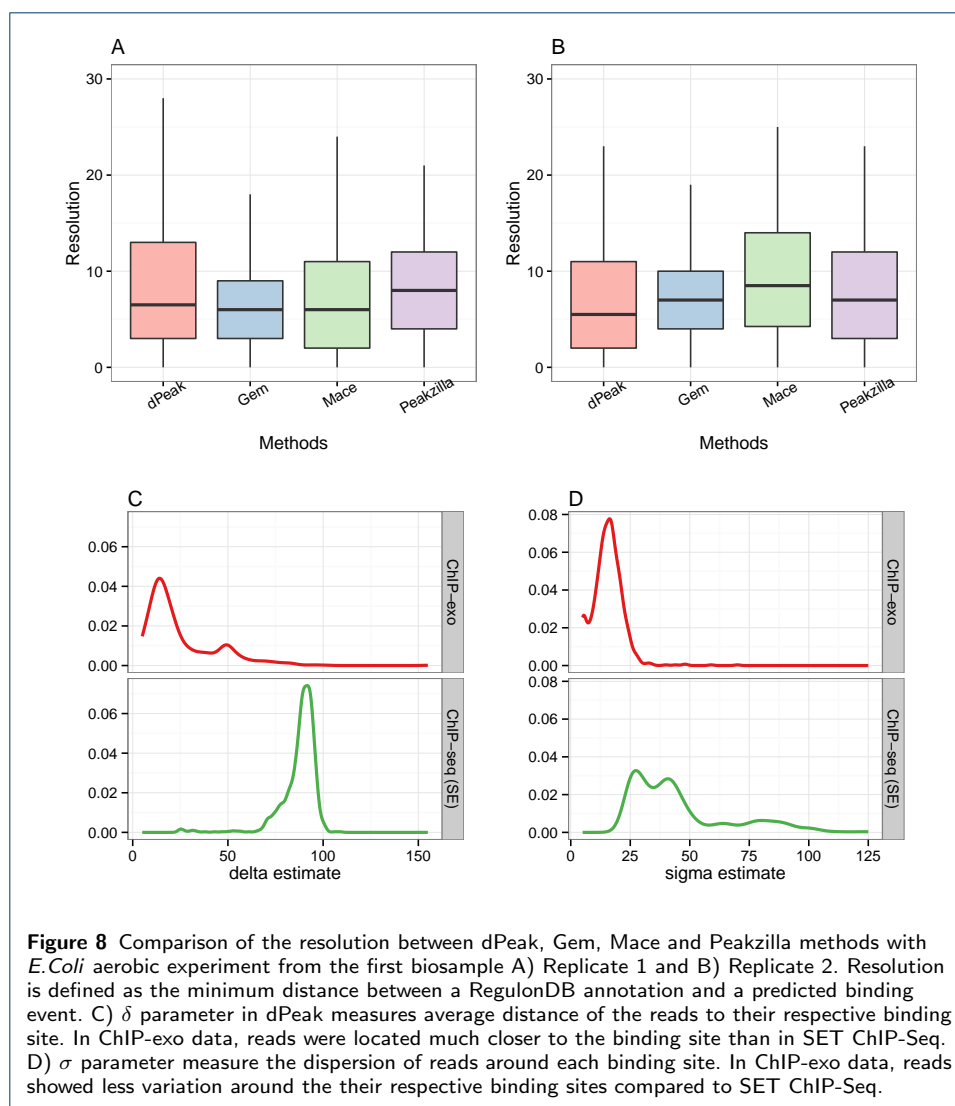 A
B
30
20
10
0
Resolution
dPeak
Gem
Mace
Peakzilla
Methods
30
20
10
0
Resolution
dPeak
Gem
Mace
Peakzilla
Methods
C
D
0.06
0.04
0.02
0.00
ChIP-exo
0.06
0.04
0.02
0.00
ChIP-seq (SE)
0
50
100
150
delta estimate
0.08
0.06
0.04
0.02
0.00
ChIP-exo
0.08
0.06
0.04
0.02
0.00
ChIP-seq (SE)
0
25
50
75
100
125
sigma estimate
Figure 8 Comparison of the resolution between dPeak, Gem, Mace and Peakzilla methods with
E.Coli aerobic experiment from the first biosample A) Replicate 1 and B) Replicate 2. Resolution
is defined as the minimum distance between a RegulonDB annotation and a predicted binding
event. C) δ parameter in dPeak measures average distance of the reads to their respective binding
site. In ChIP-exo data, reads were located much closer to the binding site than in SET ChIP-Seq.
D) σ parameter measure the dispersion of reads around each binding site. In ChIP-exo data, reads
showed less variation around the their respective binding sites compared to SET ChIP-Seq.